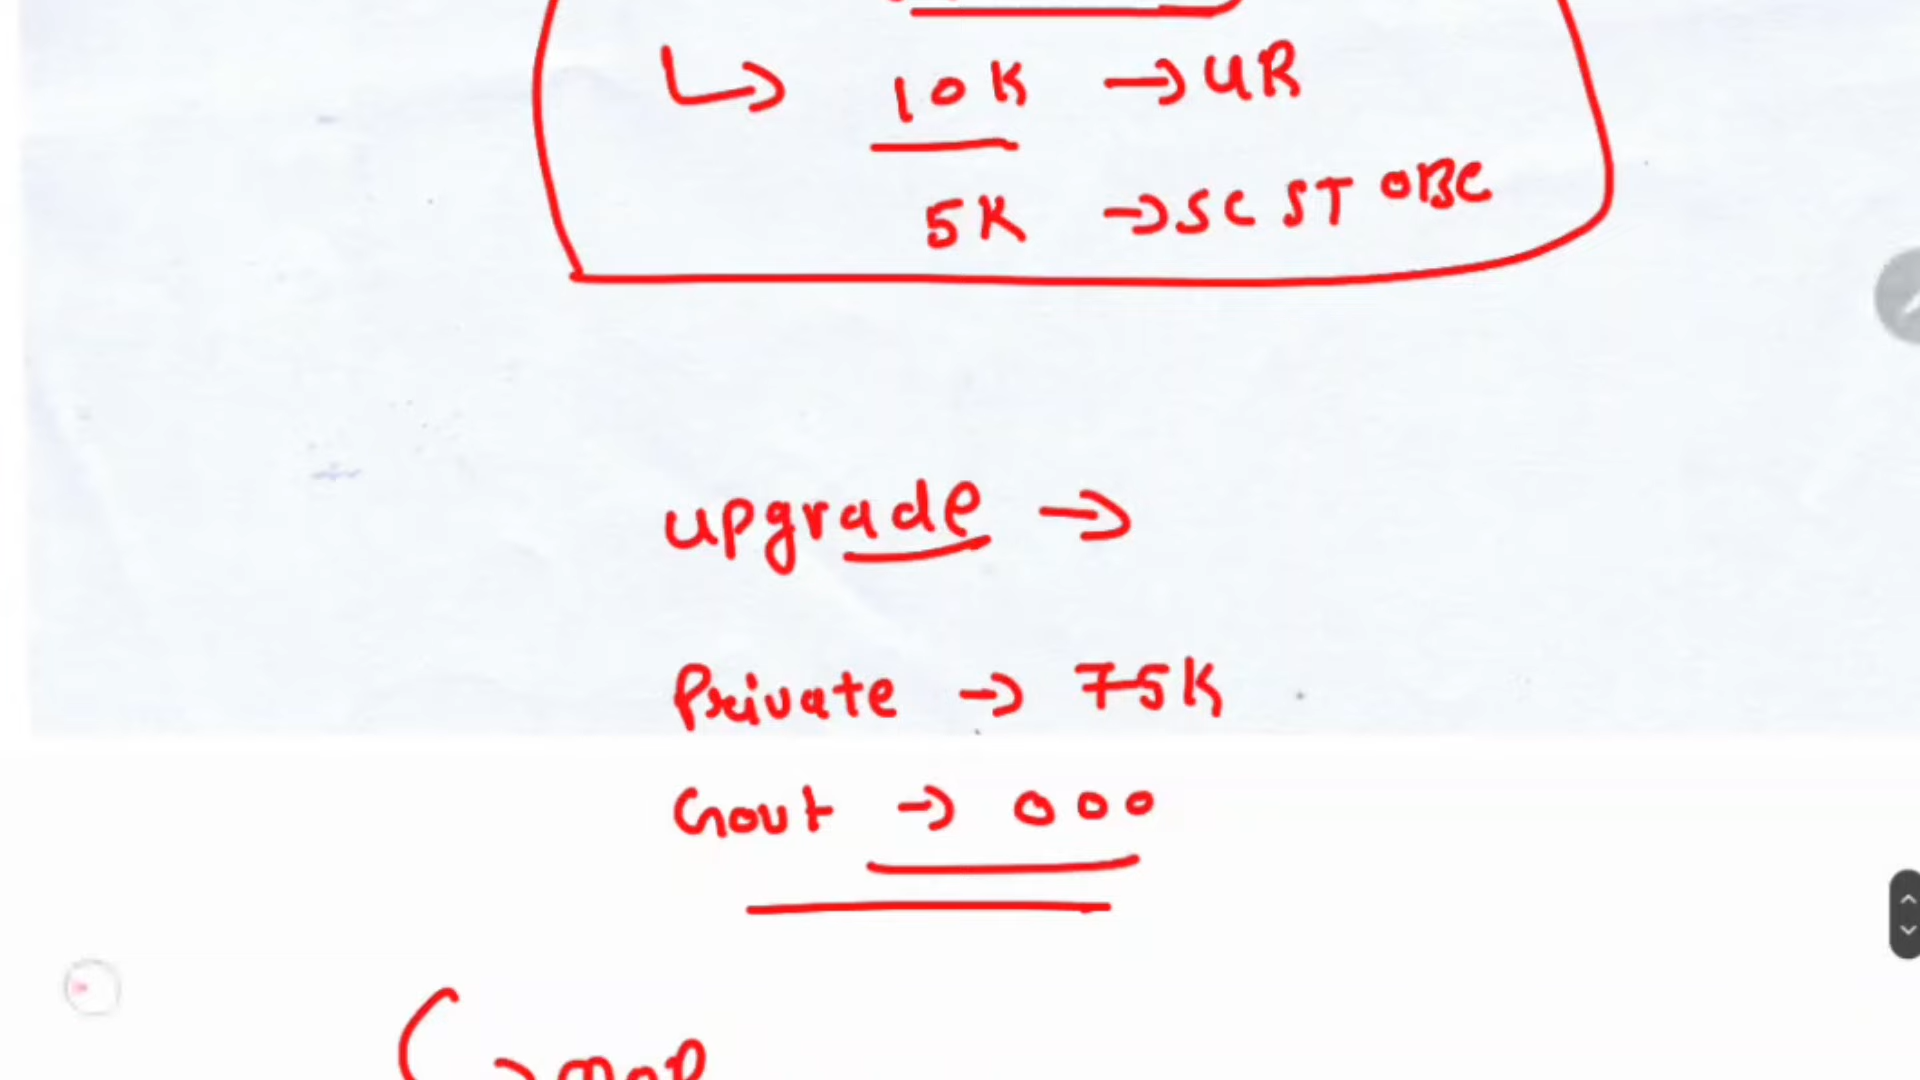 ↳ 10K → UR
5K → SC ST OBC
upgrade →
Private → 75K
Govt → 000